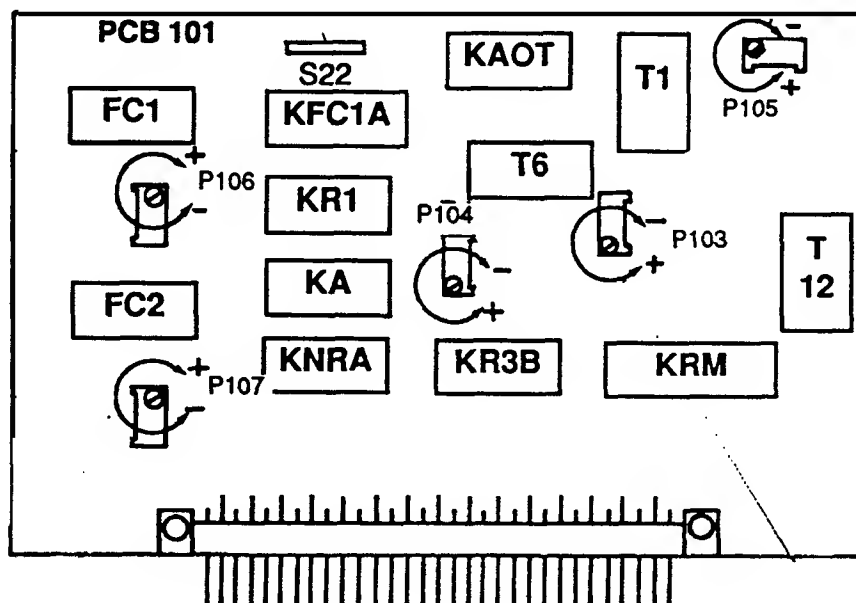 PCB 101
S22
KAOT
T1
-
+
P105
FC1
KFC1A
+
-
P106
KR1
T6
P104
-
+
-
+
P103
T
12
KA
FC2
+
-
P107
KNRA
KR3B
KRM